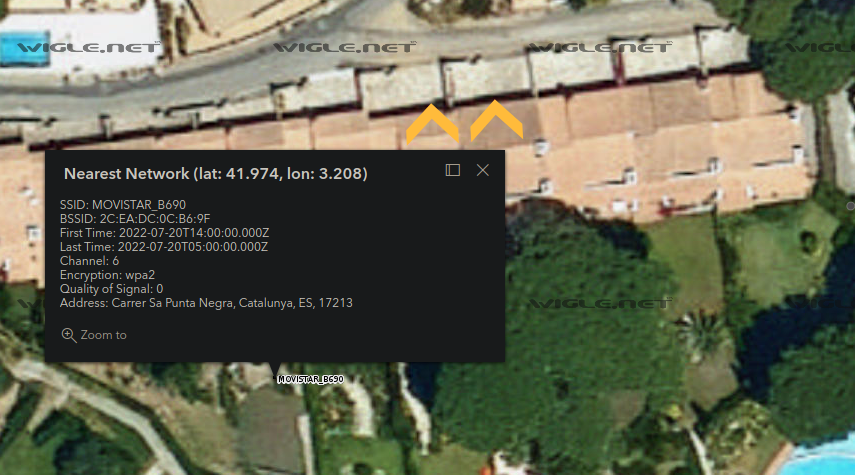 WIGLE.NET WIGLE.NET WIGLE.NET WIGLE.NET
Nearest Network (lat: 41.974, lon: 3.208)
SSID: MOVISTAR_B690
BSSID: 2C:EA:DC:0C:B6:9F
First Time: 2022-07-20T14:00:00.000Z
Last Time: 2022-07-20T05:00:00.000Z
Channel: 6
Encryption: wpa2
Quality of Signal: 0
Address: Carrer Sa Punta Negra, Catalunya, ES, 17213
WIGLE.NET WIGLE.NET
Zoom to
MOVISTAR_B690